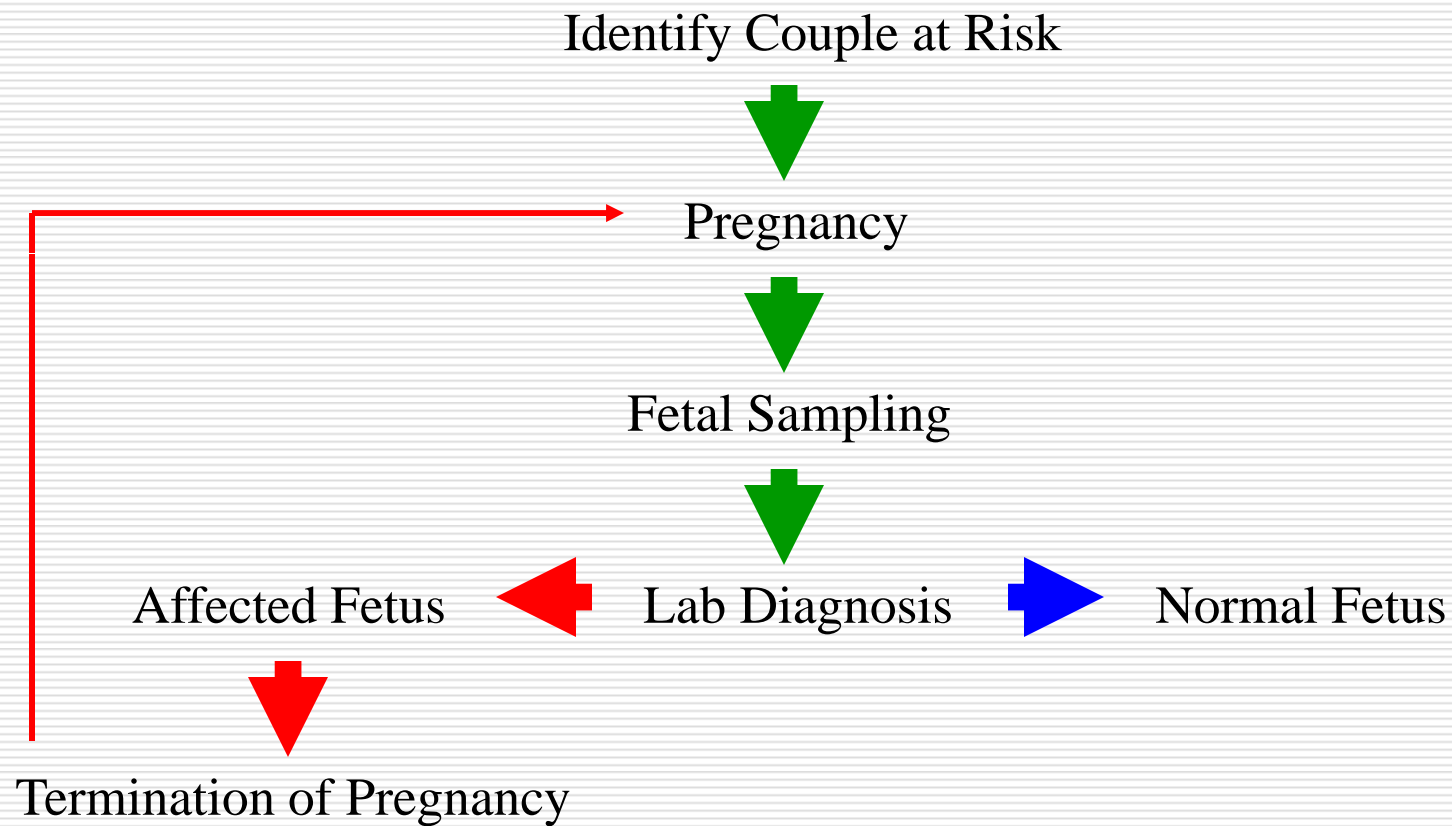 Identify Couple at Risk
Pregnancy
Fetal Sampling
Affected Fetus
Lab Diagnosis
Normal Fetus
Termination of Pregnancy